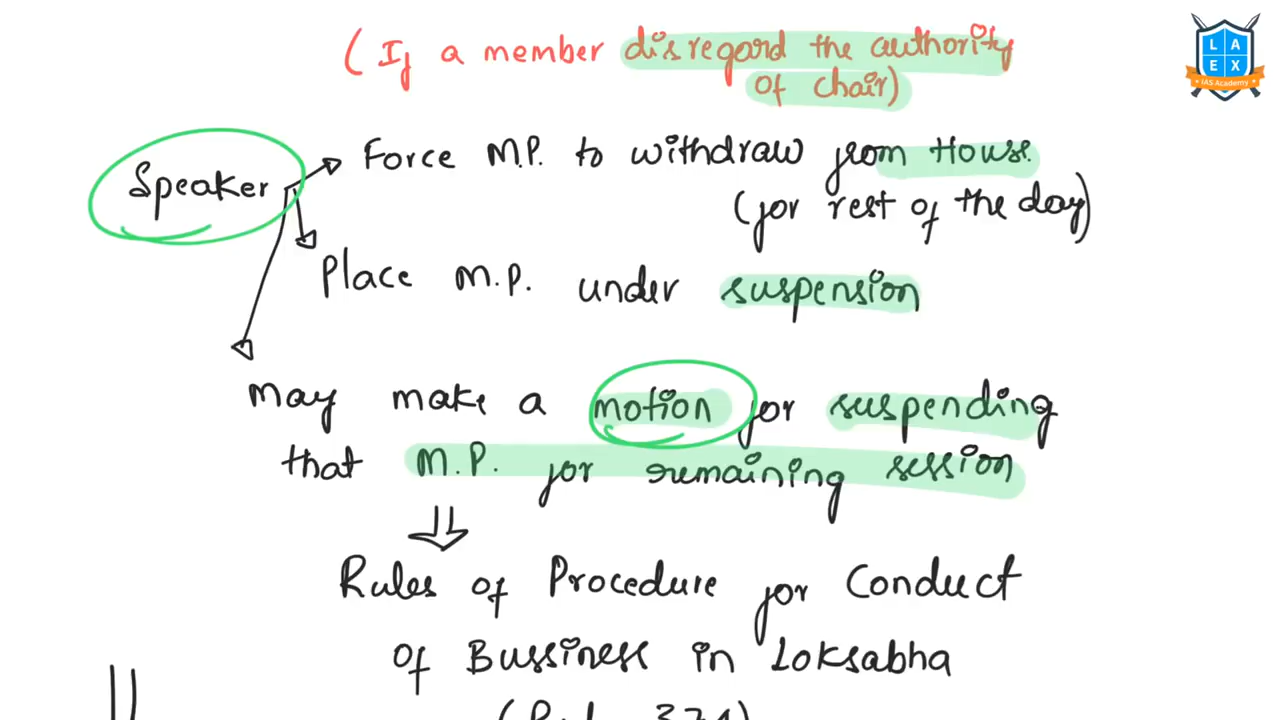 (If a member disregard the authority
of chair)
L A
E X
IAS Academy
Speaker
Force M.P. to withdraw from House.
(for rest of the day)
Place M.P. under suspension
may make a motion for suspending
that M.P. for remaining session
Rules of Procedure for Conduct
of Bussiness in Loksabha